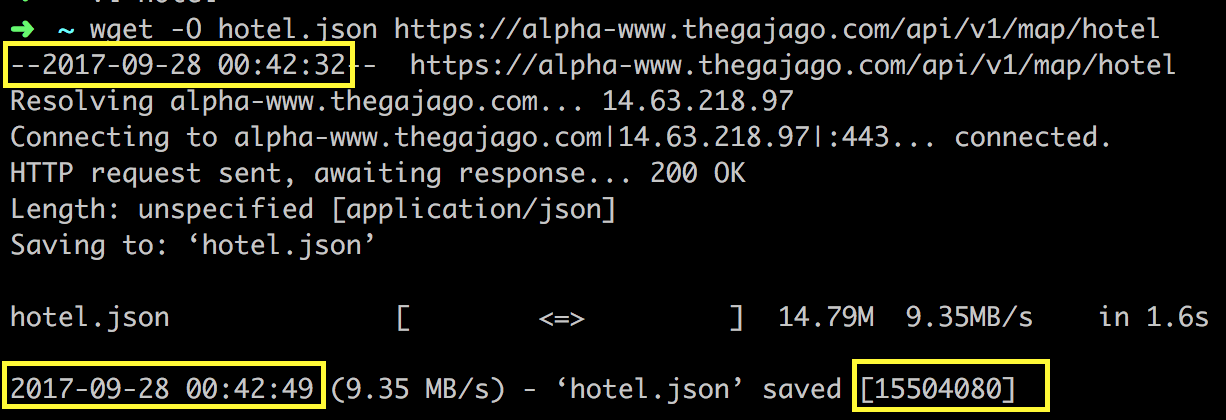 ➜ ~ wget -O hotel.json https://alpha-www.thegajago.com/api/v1/map/hotel
--2017-09-28 00:42:32-- https://alpha-www.thegajago.com/api/v1/map/hotel
Resolving alpha-www.thegajago.com... 14.63.218.97
Connecting to alpha-www.thegajago.com|14.63.218.97|:443... connected.
HTTP request sent, awaiting response... 200 OK
Length: unspecified [application/json]
Saving to: ‘hotel.json’
hotel.json [ <=> ] 14.79M 9.35MB/s in 1.6s
2017-09-28 00:42:49 (9.35 MB/s) - ‘hotel.json’ saved [15504080]